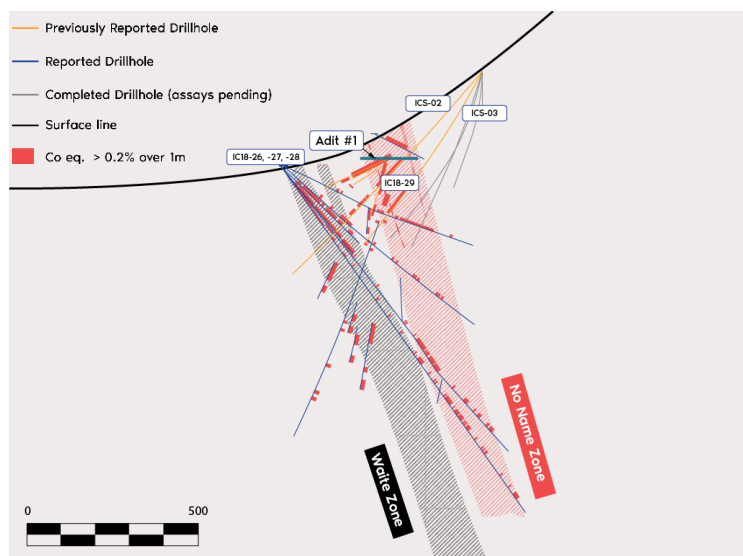 Previously Reported Drillhole
Reported Drillhole
Completed Drillhole (assays pending)
Surface line
Co eq. > 0.2% over 1m
ICS-02
ICS-03
Adit #1
IC18-26, -27, -28
IC18-29
No Name Zone
Waite Zone
0 500